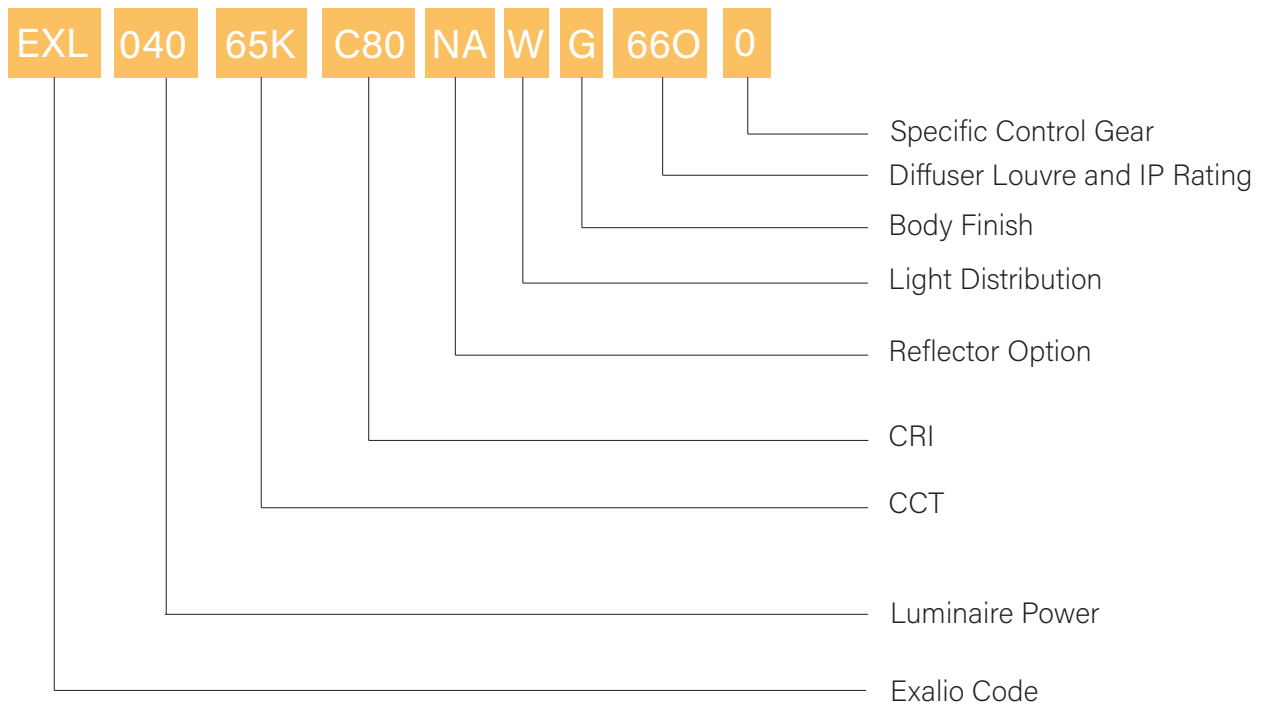 EXL 040 65K C80 NA W G 66O 0
Specific Control Gear
Diffuser Louvre and IP Rating
Body Finish
Light Distribution
Reflector Option
CRI
CCT
Luminaire Power
Exalio Code